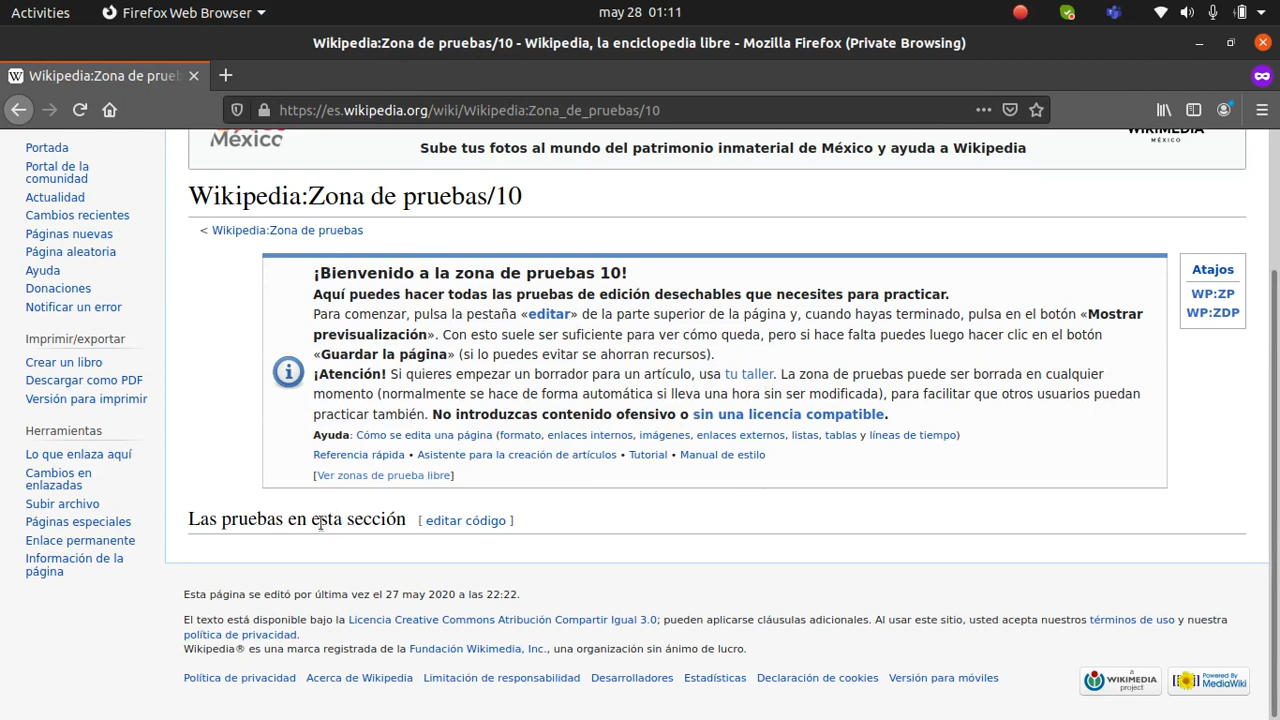 Activities
Firefox Web Browser
may 28 01:11
Wikipedia:Zona de pruebas/10 - Wikipedia, la enciclopedia libre - Mozilla Firefox (Private Browsing)
Wikipedia:Zona de prueb
https://es.wikipedia.org/wiki/Wikipedia:Zona_de_pruebas/10
México
Sube tus fotos al mundo del patrimonio inmaterial de México y ayuda a Wikipedia
WIKIMEDIA
MÉXICO
Portada
Portal de la
comunidad
Actualidad
Cambios recientes
Páginas nuevas
Página aleatoria
Ayuda
Donaciones
Notificar un error
Imprimir/exportar
Crear un libro
Descargar como PDF
Versión para imprimir
Herramientas
Lo que enlaza aquí
Cambios en
enlazadas
Subir archivo
Páginas especiales
Enlace permanente
Información de la
página
Wikipedia:Zona de pruebas/10
< Wikipedia:Zona de pruebas
¡Bienvenido a la zona de pruebas 10!
Aquí puedes hacer todas las pruebas de edición desechables que necesites para practicar.
Para comenzar, pulsa la pestaña «editar» de la parte superior de la página y, cuando hayas terminado, pulsa en el botón «Mostrar
previsualización». Con esto suele ser suficiente para ver cómo queda, pero si hace falta puedes luego hacer clic en el botón
«Guardar la página» (si lo puedes evitar se ahorran recursos).
¡Atención! Si quieres empezar un borrador para un artículo, usa tu taller. La zona de pruebas puede ser borrada en cualquier
momento (normalmente se hace de forma automática si lleva una hora sin ser modificada), para facilitar que otros usuarios puedan
practicar también. No introduzcas contenido ofensivo o sin una licencia compatible.
Ayuda: Cómo se edita una página (formato, enlaces internos, imágenes, enlaces externos, listas, tablas y líneas de tiempo)
Referencia rápida • Asistente para la creación de artículos • Tutorial • Manual de estilo
[Ver zonas de prueba libre]
Atajos
WP:ZP
WP:ZDP
Las pruebas en esta sección [ editar código ]
Esta página se editó por última vez el 27 may 2020 a las 22:22.
El texto está disponible bajo la Licencia Creative Commons Atribución Compartir Igual 3.0; pueden aplicarse cláusulas adicionales. Al usar este sitio, usted acepta nuestros términos de uso y nuestra
política de privacidad.
Wikipedia® es una marca registrada de la Fundación Wikimedia, Inc., una organización sin ánimo de lucro.
Política de privacidad Acerca de Wikipedia Limitación de responsabilidad Desarrolladores Estadísticas Declaración de cookies Versión para móviles
a
WIKIMEDIA
project
Powered By
MediaWiki